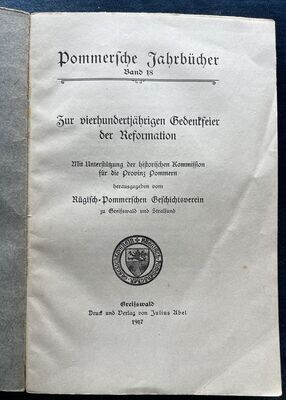 Pommersche Jahrbücher
Band 18
Zur vierhundertjährigen Gedenkfeier
der Reformation
Mit Unterstützung der historischen Kommission
für die Provinz Pommern
herausgegeben vom
Rügisch-Pommerschen Geschichtsverein
zu Greifswald und Stralsund
Greifswald
Druck und Verlag von Julius Abel
1917